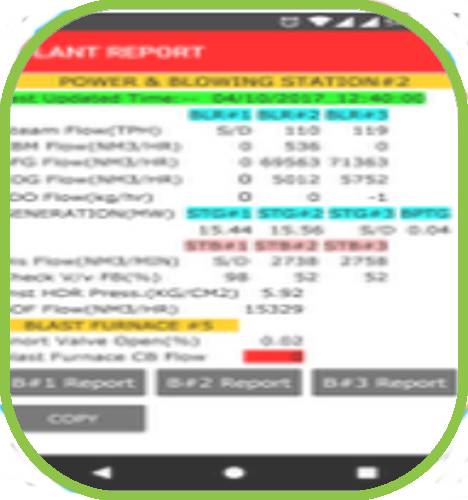 LANT REPORT
POWER & BLOWING STATION#2
ast Updated Time:-- 04/10/2017 12:40:00
BLR#1 BLR#2 BLR#3
team Flow(TPH) S/D 110 119
BM Flow(NM3/HR) 0 536 0
FG Flow(NM3/HR) 0 69563 71363
OG Flow(NM3/HR) 0 5012 5752
DO Flow(kg/hr) 0 0 -1
ENERATION(MW) STG#1 STG#2 STG#3 BPTG
15.44 15.56 S/D 0.04
STB#1 STB#2 STB#3
s Flow(NM3/MIN) S/D 2738 2758
heck V/v FB(%) 98 52 52
st HDR Press.(KG/CM2) 5.92
OF Flow(NM3/HR) 15329
BLAST FURNACE #5
nort Valve Open(%) 0.02
last Furnace CB Flow 0
B#1 Report B#2 Report B#3 Report
COPY